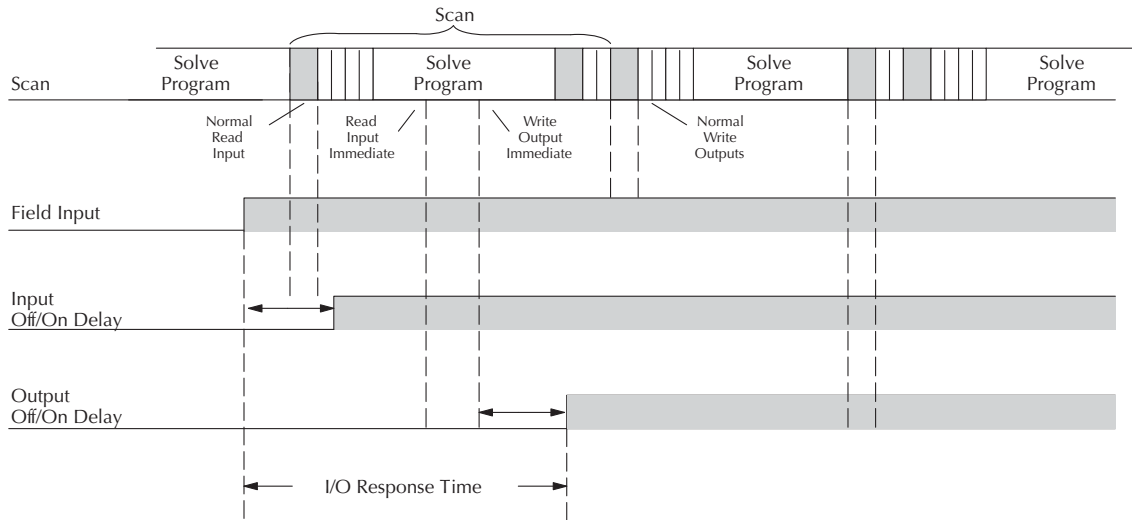 Scan
Scan
Solve
Program
Solve
Program
Solve
Program
Solve
Program
Normal
Read
Input
Read
Input
Immediate
Write
Output
Immediate
Normal
Write
Outputs
Field Input
Input
Off/On Delay
Output
Off/On Delay
I/O Response Time